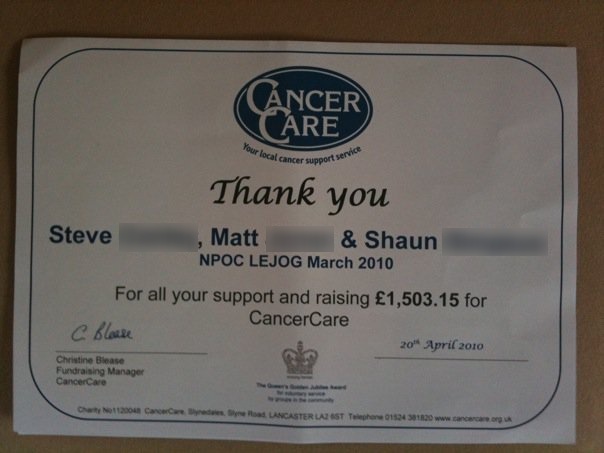 CANCER
CARE
Your local cancer support service
Thank you
Steve , Matt & Shaun
NPOC LEJOG March 2010
For all your support and raising £1,503.15 for
CancerCare
C. Blease
20th April 2010
Christine Blease
Fundraising Manager
CancerCare
The Queen's Golden Jubilee Award
for voluntary service
by groups in the community
Charity No1120048 CancerCare, Slynedales, Slyne Road, LANCASTER LA2 6ST Telephone 01524 381820 www.cancercare.org.uk